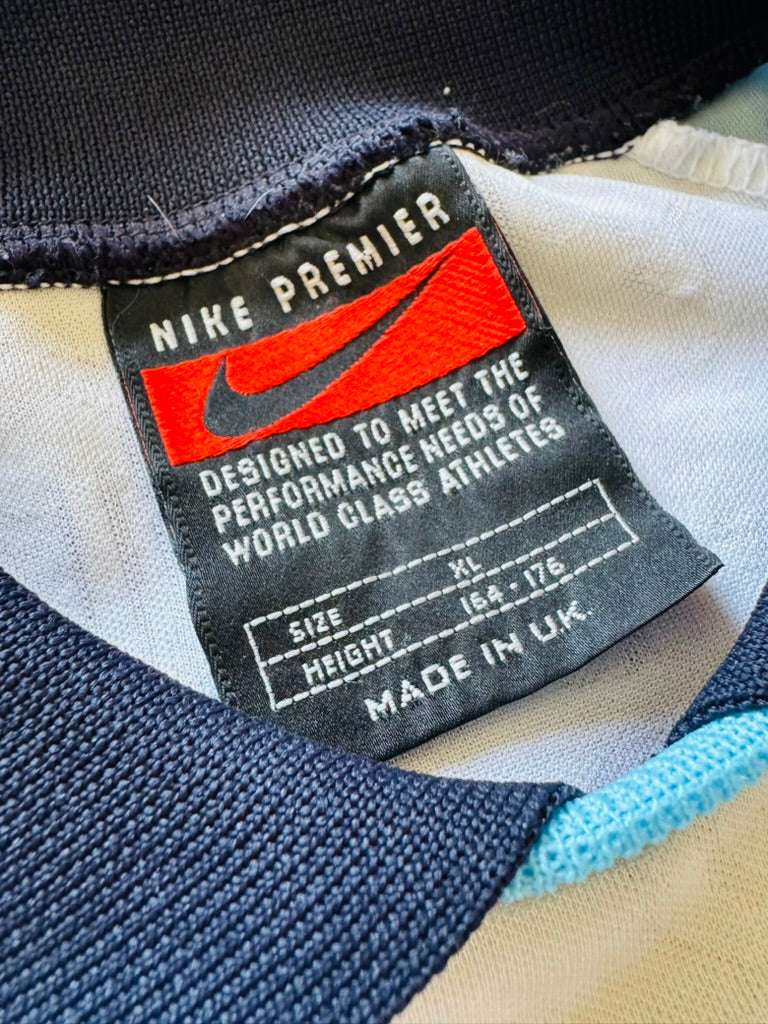 NIKE PREMIER
DESIGNED TO MEET THE
PERFORMANCE NEEDS OF
WORLD CLASS ATHLETES
SIZE XL
HEIGHT 164 - 176
MADE IN U.K.